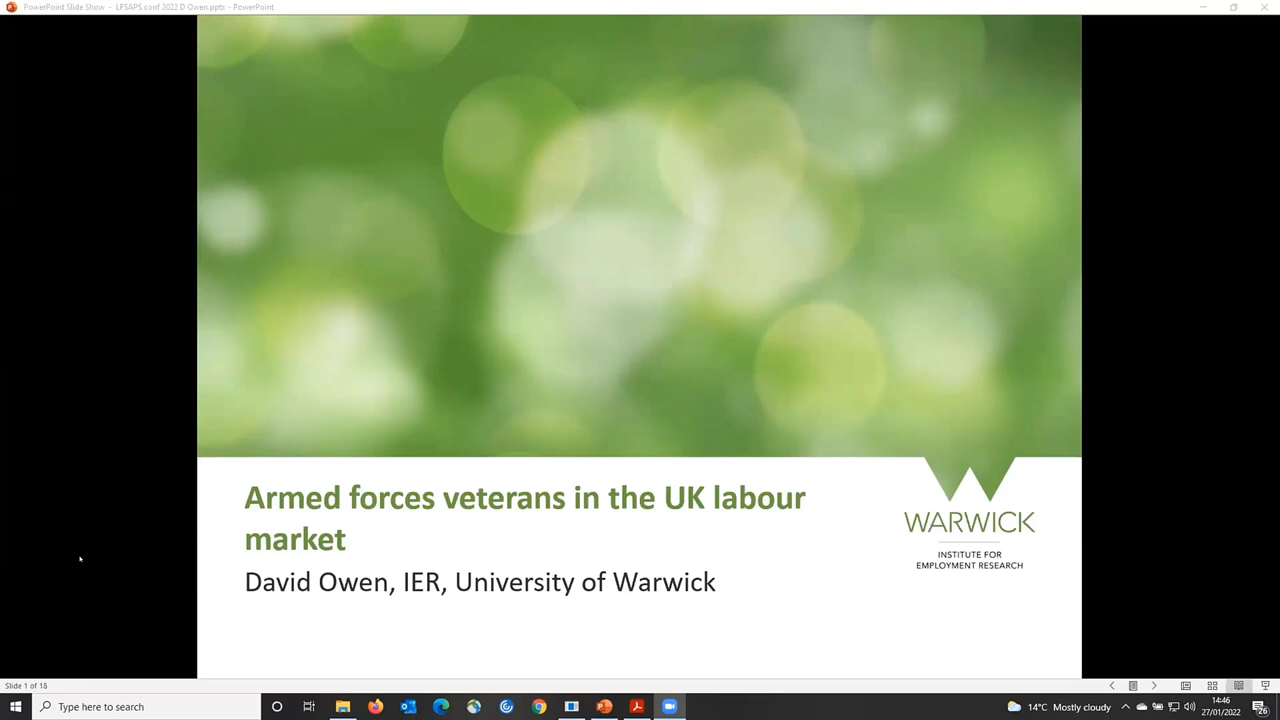 PowerPoint Slide Show - LFSAPS conf 2022 D Owen.pptx - PowerPoint
Armed forces veterans in the UK labour
market
David Owen, IER, University of Warwick
WARWICK
INSTITUTE FOR
EMPLOYMENT RESEARCH
Slide 1 of 18
Type here to search
14°C Mostly cloudy
14:46
27/01/2022
26